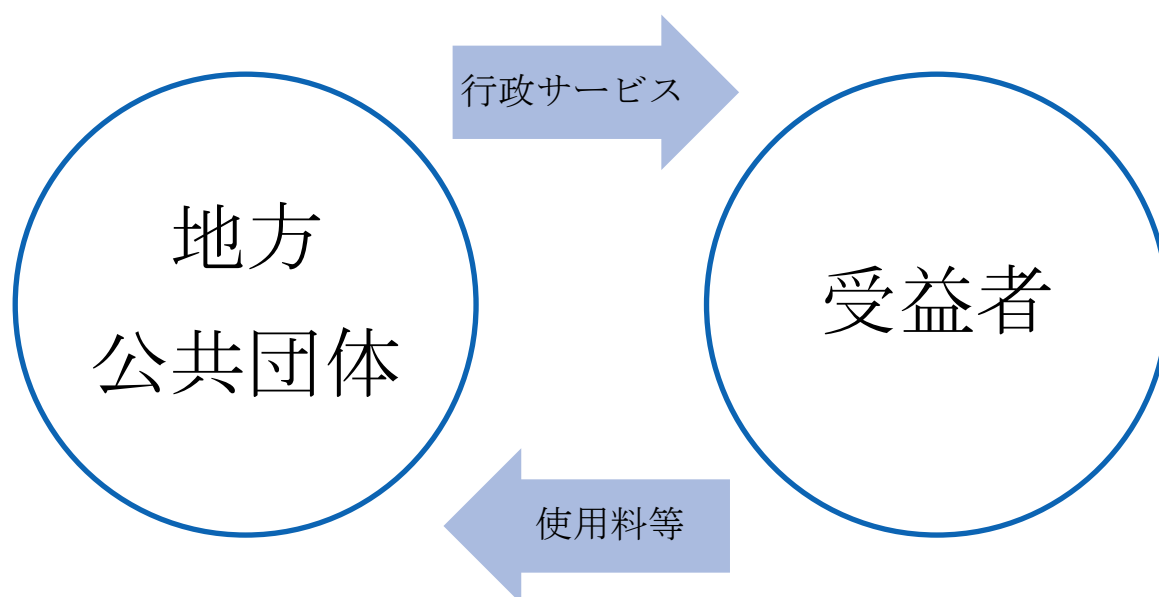 行政サービス
地方
公共団体
受益者
使用料等